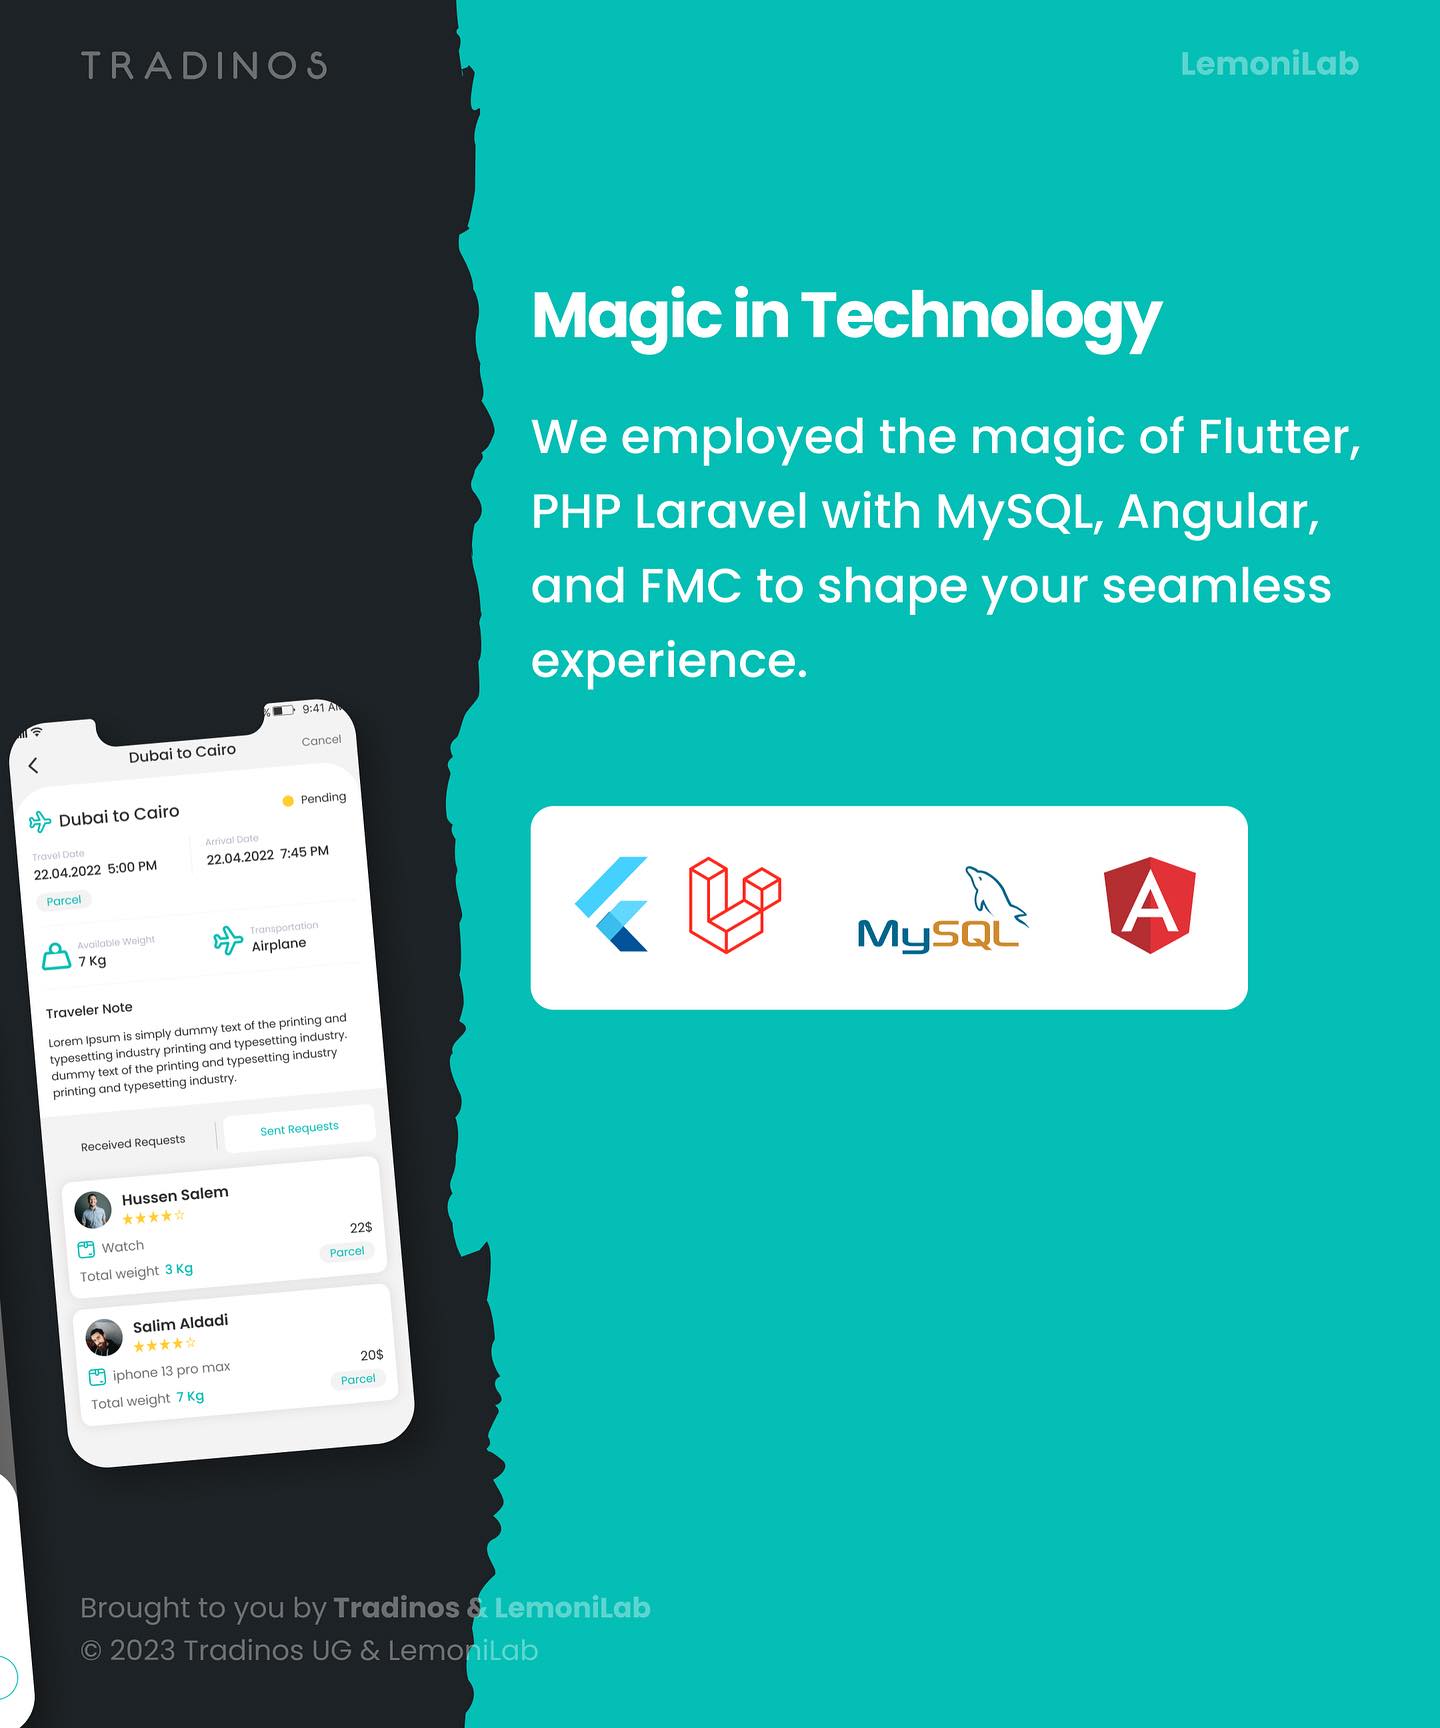 TRADINOS
LemoniLab
Magic in Technology
We employed the magic of Flutter,
PHP Laravel with MySQL, Angular,
and FMC to shape your seamless
experience.
MySQL
9:41 AM
Dubai to Cairo
Cancel
Dubai to Cairo
Pending
Travel Date
22.04.2022 5:00 PM
Arrival Date
22.04.2022 7:45 PM
Parcel
Available Weight
7 Kg
Transportation
Airplane
Traveler Note
Lorem Ipsum is simply dummy text of the printing and
typesetting industry printing and typesetting industry.
dummy text of the printing and typesetting industry
printing and typesetting industry.
Received Requests
Sent Requests
Hussen Salem
Watch
22$
Total weight 3 Kg
Parcel
Salim Aldadi
iphone 13 pro max
20$
Total weight 7 Kg
Parcel
Brought to you by Tradinos & LemoniLab
© 2023 Tradinos UG & LemoniLab